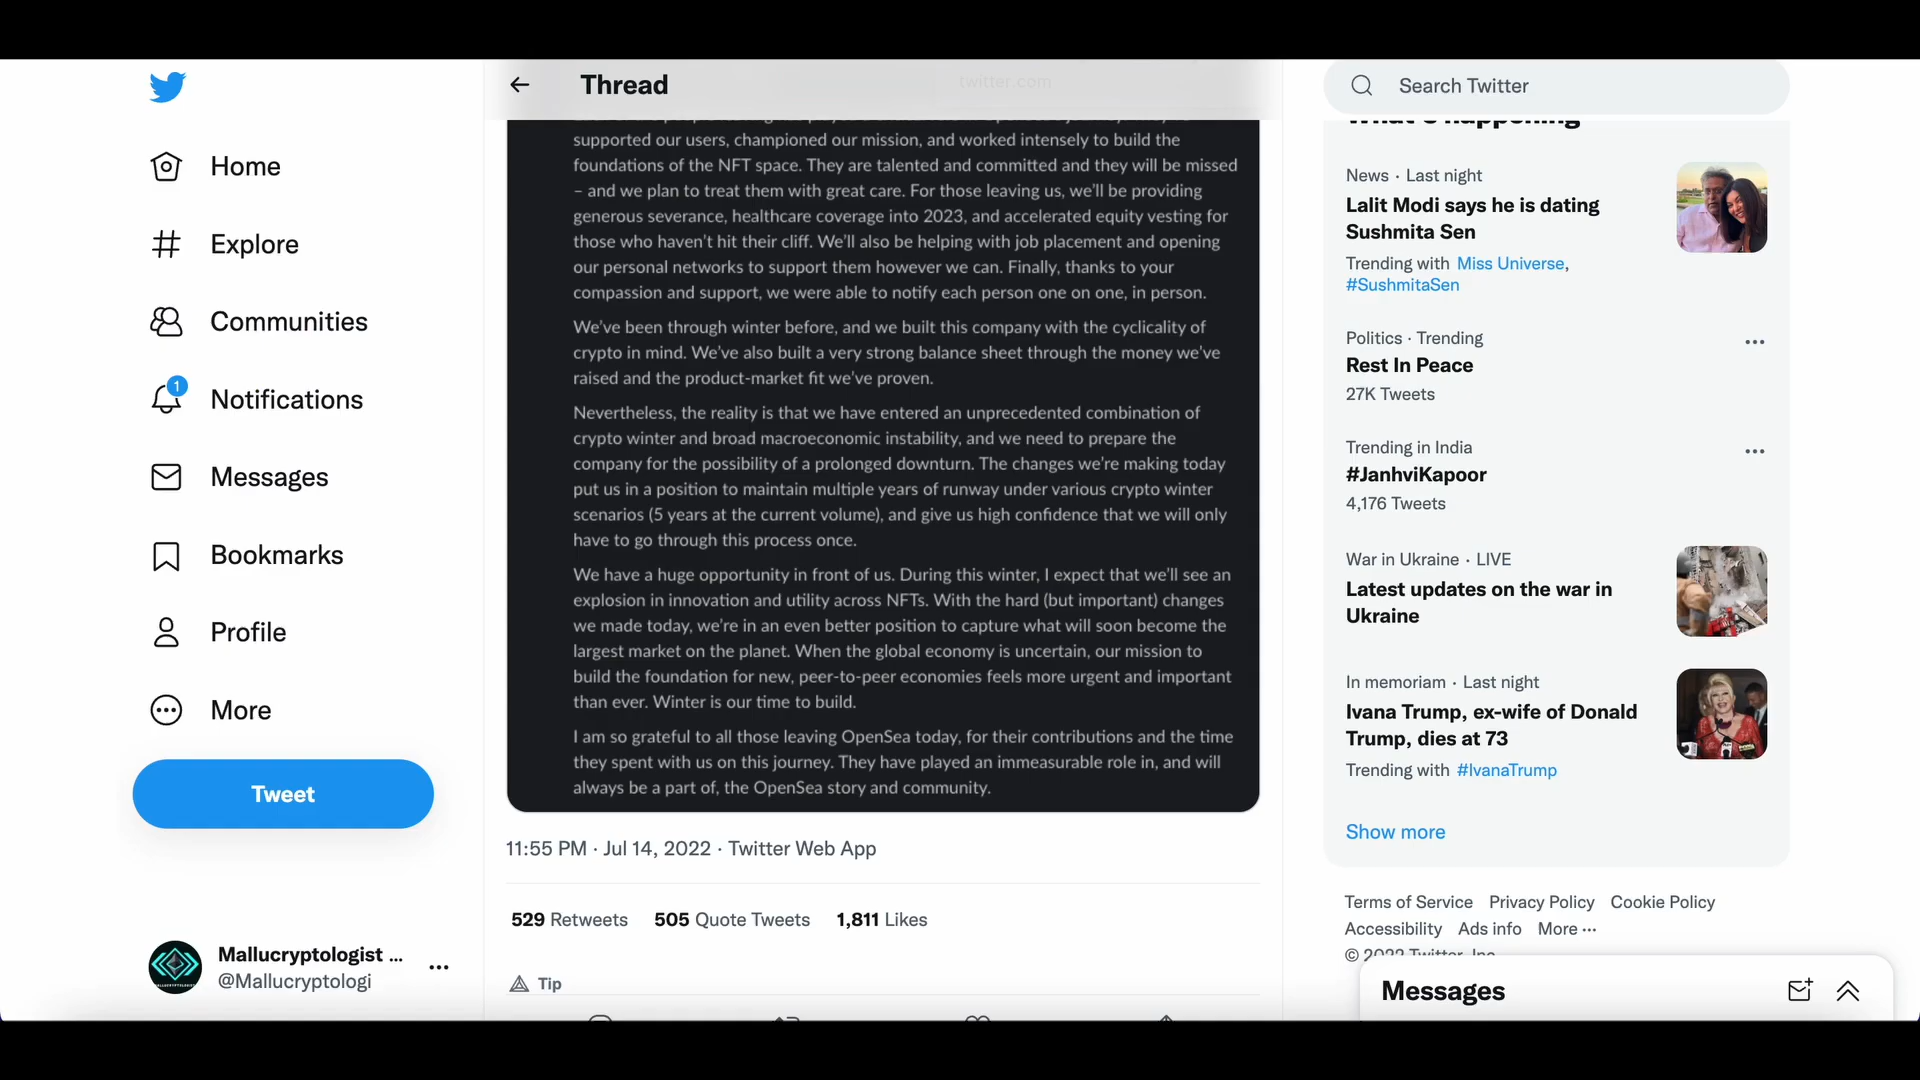 Home
Explore
Communities
1
Notifications
Messages
Bookmarks
Profile
More
Tweet
Mallucryptologist ...
@Mallucryptologi
Thread
twitter.com
supported our users, championed our mission, and worked intensely to build the
foundations of the NFT space. They are talented and committed and they will be missed
– and we plan to treat them with great care. For those leaving us, we'll be providing
generous severance, healthcare coverage into 2023, and accelerated equity vesting for
those who haven't hit their cliff. We'll also be helping with job placement and opening
our personal networks to support them however we can. Finally, thanks to your
compassion and support, we were able to notify each person one on one, in person.
We've been through winter before, and we built this company with the cyclicality of
crypto in mind. We've also built a very strong balance sheet through the money we've
raised and the product-market fit we've proven.
Nevertheless, the reality is that we have entered an unprecedented combination of
crypto winter and broad macroeconomic instability, and we need to prepare the
company for the possibility of a prolonged downturn. The changes we're making today
put us in a position to maintain multiple years of runway under various crypto winter
scenarios (5 years at the current volume), and give us high confidence that we will only
have to go through this process once.
We have a huge opportunity in front of us. During this winter, I expect that we'll see an
explosion in innovation and utility across NFTs. With the hard (but important) changes
we made today, we're in an even better position to capture what will soon become the
largest market on the planet. When the global economy is uncertain, our mission to
build the foundation for new, peer-to-peer economies feels more urgent and important
than ever. Winter is our time to build.
I am so grateful to all those leaving OpenSea today, for their contributions and the time
they spent with us on this journey. They have played an immeasurable role in, and will
always be a part of, the OpenSea story and community.
11:55 PM · Jul 14, 2022 · Twitter Web App
529 Retweets 505 Quote Tweets 1,811 Likes
Tip
Search Twitter
What's happening
News · Last night
Lalit Modi says he is dating
Sushmita Sen
Trending with Miss Universe,
#SushmitaSen
Politics · Trending
Rest In Peace
27K Tweets
Trending in India
#JanhviKapoor
4,176 Tweets
War in Ukraine · LIVE
Latest updates on the war in
Ukraine
In memoriam · Last night
Ivana Trump, ex-wife of Donald
Trump, dies at 73
Trending with #IvanaTrump
Show more
Terms of Service Privacy Policy Cookie Policy
Accessibility Ads info More ···
© 2022 Twitter, Inc.
Messages